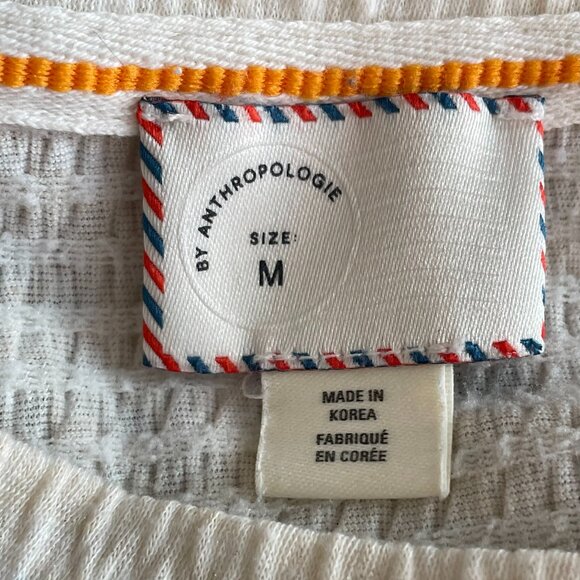 BY ANTHROPOLOGIE
SIZE:
M
MADE IN
KOREA
FABRIQUÉ
EN CORÉE